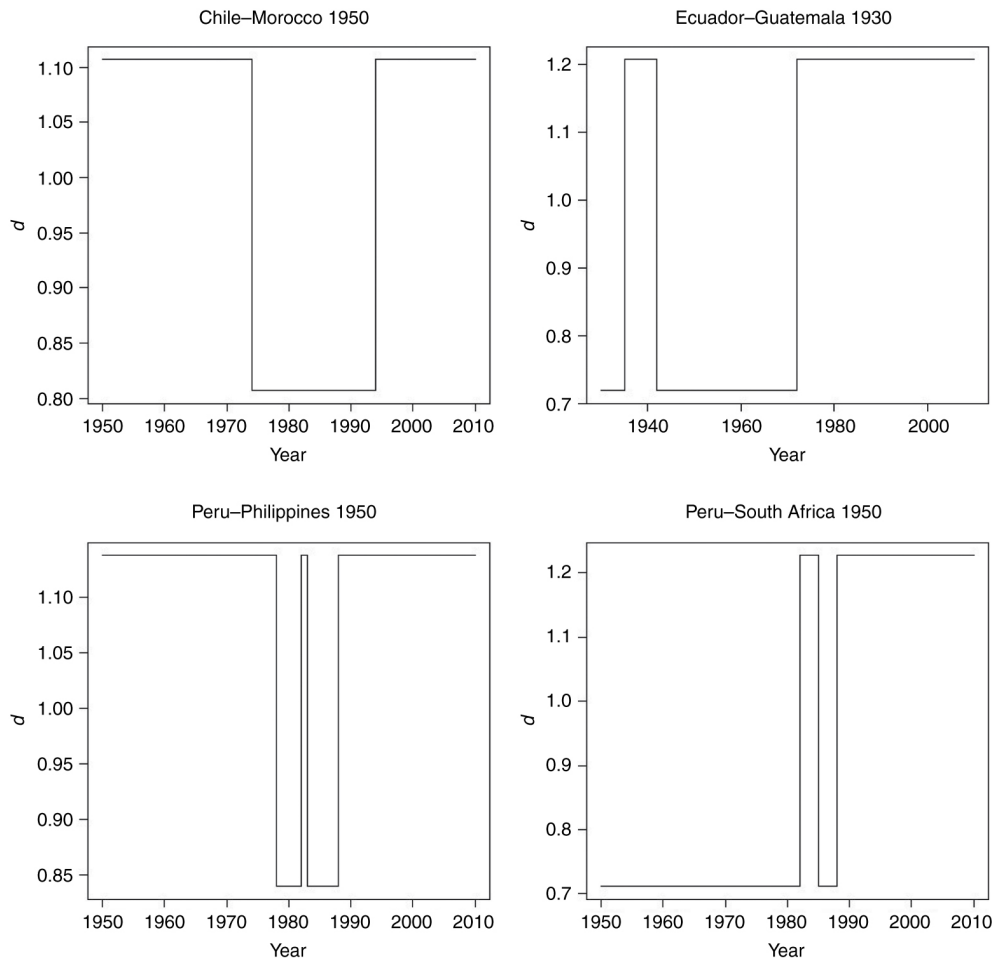 Chile–Morocco 1950
1.10
1.05
1.00
0.95
0.90
0.85
0.80
d
1950 1960 1970 1980 1990 2000 2010
Year
Ecuador–Guatemala 1930
1.2
1.1
1.0
0.9
0.8
0.7
d
1940 1960 1980 2000
Year
Peru–Philippines 1950
1.10
1.05
1.00
0.95
0.90
0.85
d
1950 1960 1970 1980 1990 2000 2010
Year
Peru–South Africa 1950
1.2
1.1
1.0
0.9
0.8
0.7
d
1950 1960 1970 1980 1990 2000 2010
Year